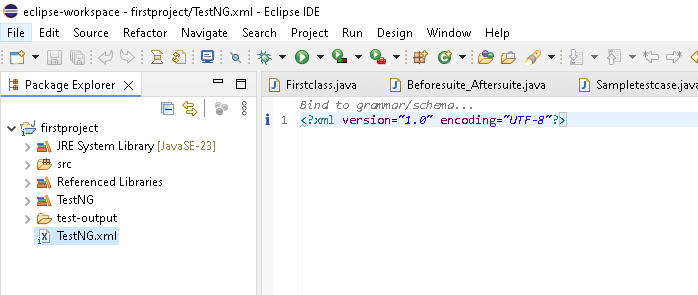 eclipse-workspace - firstproject/TestNG.xml - Eclipse IDE
File Edit Source Refactor Navigate Search Project Run Design Window Help
Package Explorer
Firstclass.java Beforesuite_Aftersuite.java Sampletestcase.java
Bind to grammar/schema...
1 <?xml version="1.0" encoding="UTF-8"?>
firstproject
JRE System Library [JavaSE-23]
src
Referenced Libraries
TestNG
test-output
TestNG.xml